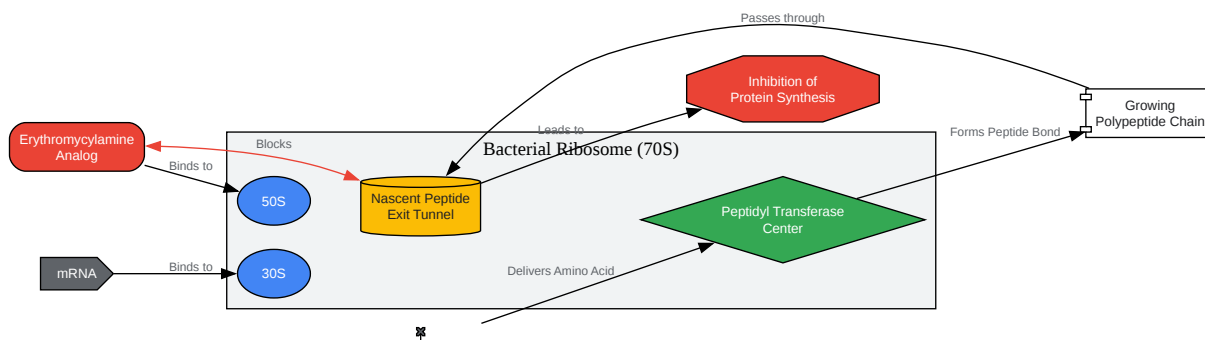 Passes through
Inhibition of
Protein Synthesis
Growing
Polypeptide Chain
Erythromycylamine
Analog
Blocks
Leads to
Forms Peptide Bond
Bacterial Ribosome (70S)
Binds to
50S
Nascent Peptide
Exit Tunnel
Peptidyl Transferase
Center
mRNA
Binds to
30S
Delivers Amino Acid